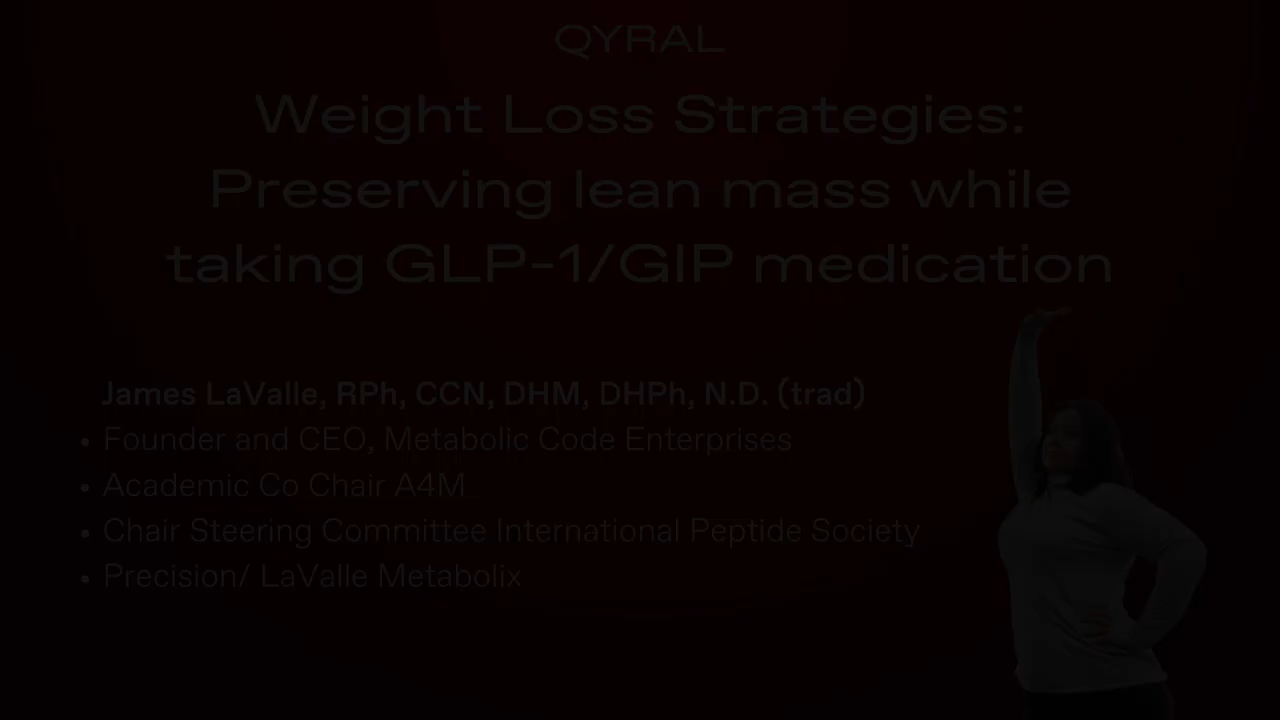 QYRAL
Weight Loss Strategies:
Preserving lean mass while
taking GLP-1/GIP medication
James LaValle, RPh, CCN, DHM, DHPh, N.D. (trad)
• Founder and CEO, Metabolic Code Enterprises
• Academic Co Chair A4M
• Chair Steering Committee International Peptide Society
• Precision/ LaValle Metabolix